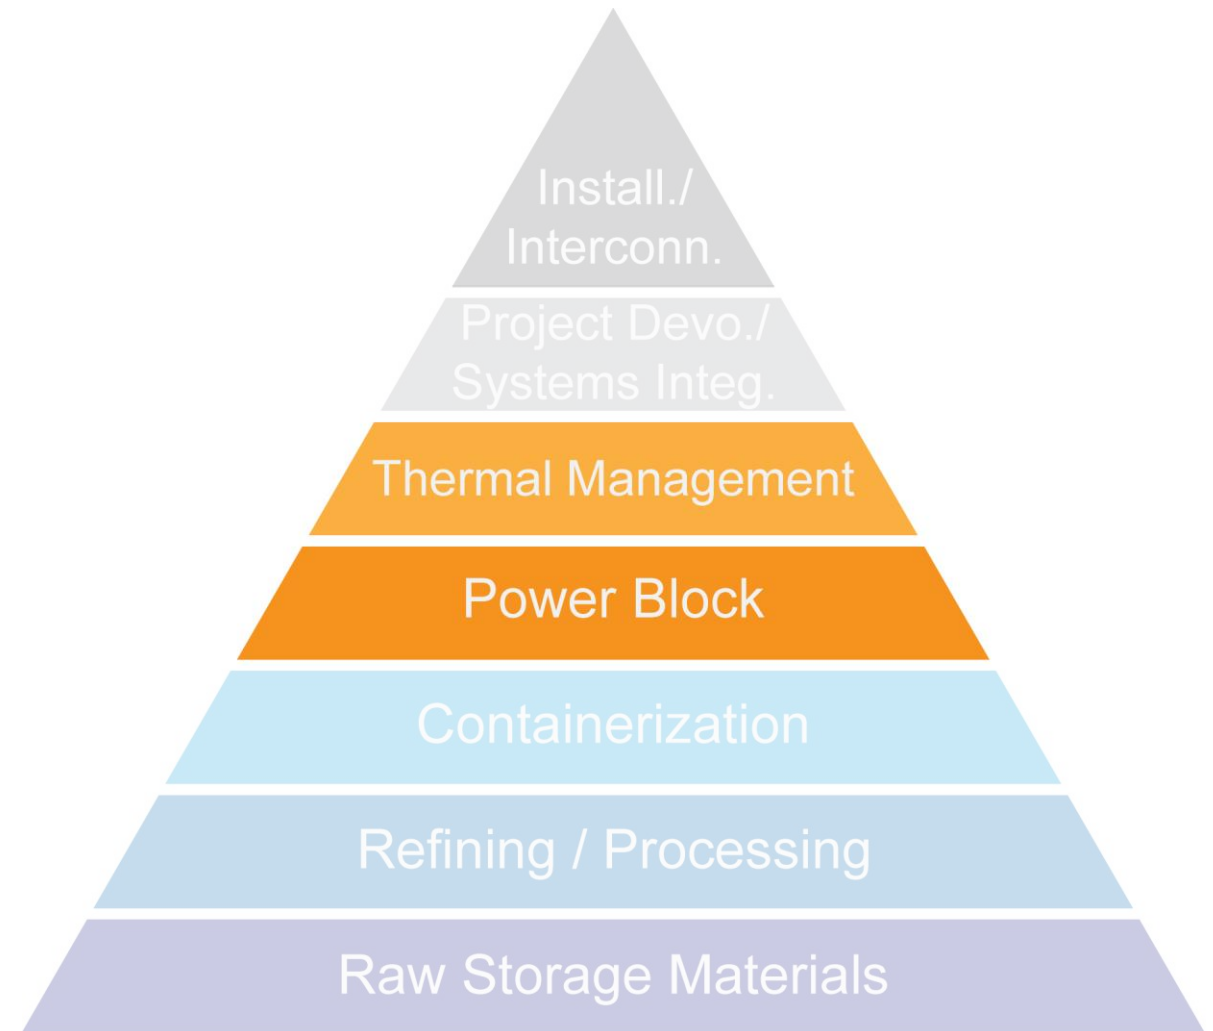 Install./
Interconn.
Project Devo./
Systems Integ.
Thermal Management
Power Block
Containerization
Refining / Processing
Raw Storage Materials